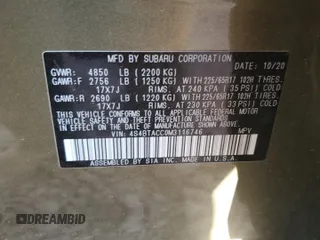 MFD. BY SUBARU CORPORATION 10/20
GVWR: 4850 LB (2200 KG)
GAWR:F 2756 LB (1250 KG) WITH 225/65R17 102H TIRES,
17X7J RIMS, AT 240 KPA (35 PSI) COLD
GAWR:R 2690 LB (1220 KG) WITH 225/65R17 102H TIRES,
17X7J RIMS, AT 230 KPA (33 PSI) COLD
THIS VEHICLE CONFORMS TO ALL APPLICABLE
FEDERAL MOTOR VEHICLE SAFETY AND
STANDARDS IN EFFECT ON THE DATE OF
MANUFACTURE SHOWN ABOVE.
VIN: 4S4BTACC0M3116746 MPV
ASSEMBLED BY SIA INC. MADE IN U.S.A.
DREAMBID